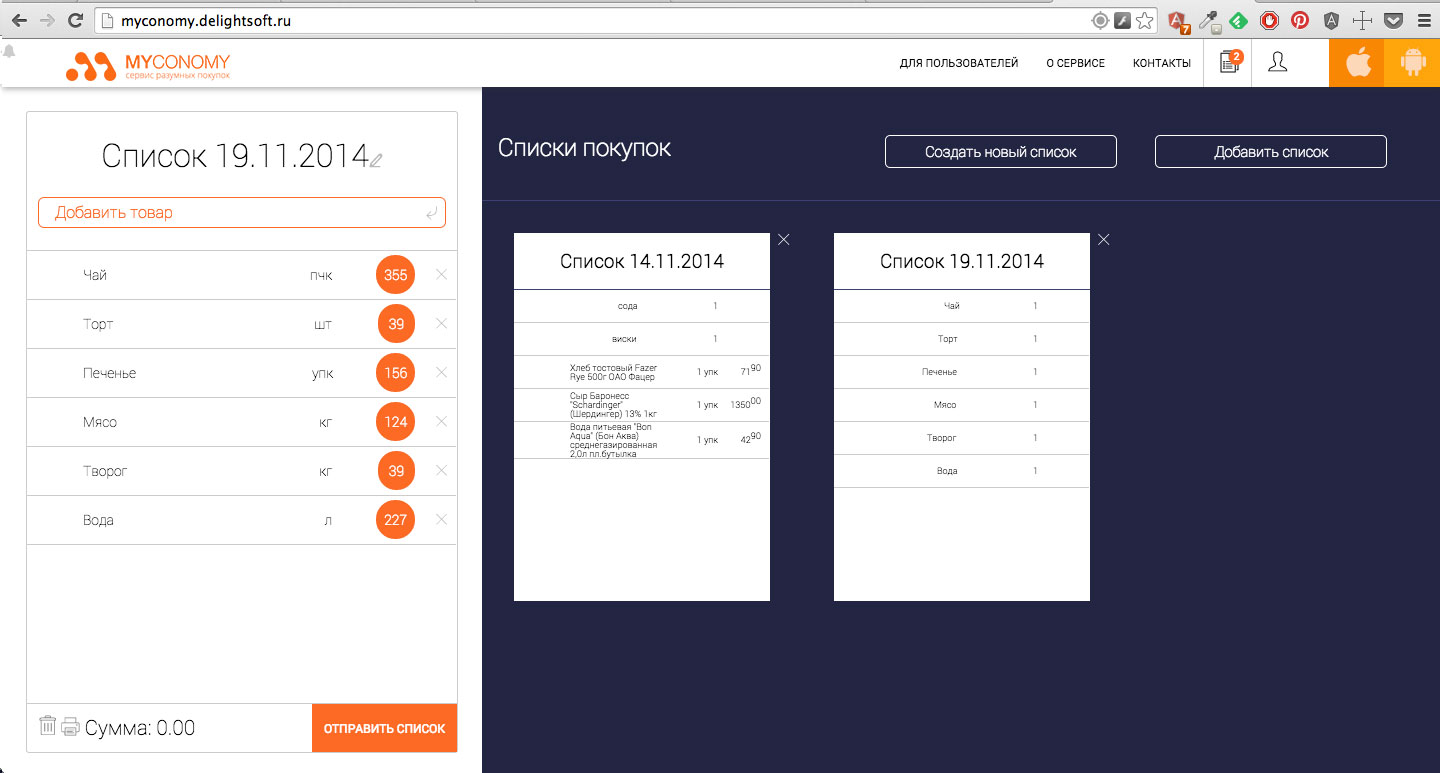 myconomy.delightsoft.ru
7
MYCONOMY
сервис разумных покупок
ДЛЯ ПОЛЬЗОВАТЕЛЕЙ
О СЕРВИСЕ
КОНТАКТЫ
2
Список 19.11.2014
Добавить товар
Чай пчк 355
Торт шт 39
Печенье упк 156
Мясо кг 124
Творог кг 39
Вода л 227
Сумма: 0.00
ОТПРАВИТЬ СПИСОК
Списки покупок
Создать новый список
Добавить список
Список 14.11.2014
сода 1
виски 1
Хлеб тостовый Fazer
Rye 500г ОАО Фацер
1 упк 71 90
Сыр Баронесс
"Schardinger"
(Шердингер) 13% 1кг
1 упк 1350 00
Вода питьевая "Bon
Aqua" (Бон Аква)
среднегазированная
2,0л пл.бутылка
1 упк 42 90
Список 19.11.2014
Чай 1
Торт 1
Печенье 1
Мясо 1
Творог 1
Вода 1